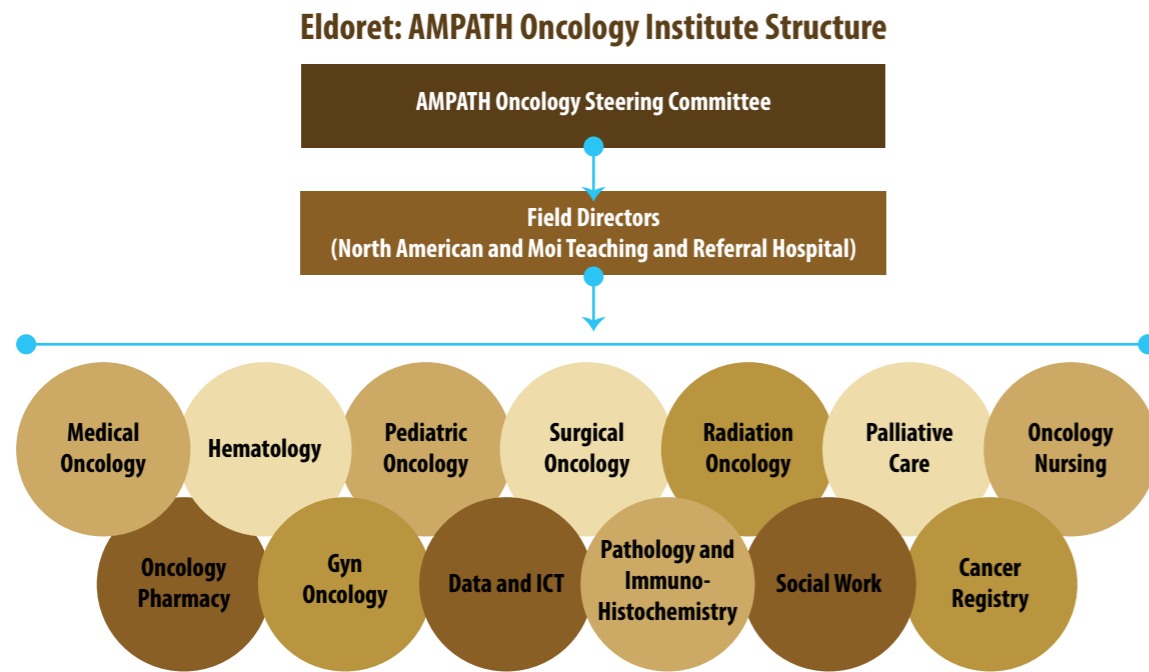 Eldoret: AMPATH Oncology Institute Structure
AMPATH Oncology Steering Committee
Field Directors
(North American and Moi Teaching and Referral Hospital)
Medical
Oncology
Hematology
Pediatric
Oncology
Surgical
Oncology
Radiation
Oncology
Palliative
Care
Oncology
Nursing
Oncology
Pharmacy
Gyn
Oncology
Data and ICT
Pathology and
Immuno-
Histochemistry
Social Work
Cancer
Registry